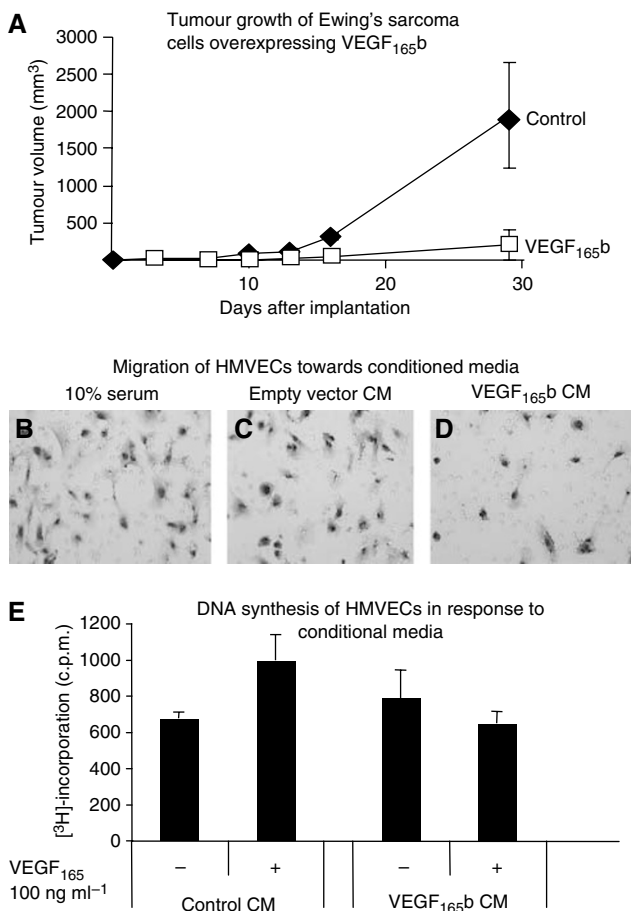 A
Tumour growth of Ewing's sarcoma
cells overexpressing VEGF₁₆₅b
3000
2500
2000
1500
1000
500
Tumour volume (mm³)
Control
VEGF₁₆₅b
10
20
30
Days after implantation
Migration of HMVECs towards conditioned media
10% serum
Empty vector CM
VEGF₁₆₅b CM
B
C
D
E
DNA synthesis of HMVECs in response to
conditional media
1200
1000
800
600
400
200
0
[³H]-incorporation (c.p.m.)
VEGF₁₆₅
100 ng ml⁻¹
– + – +
Control CM
VEGF₁₆₅b CM